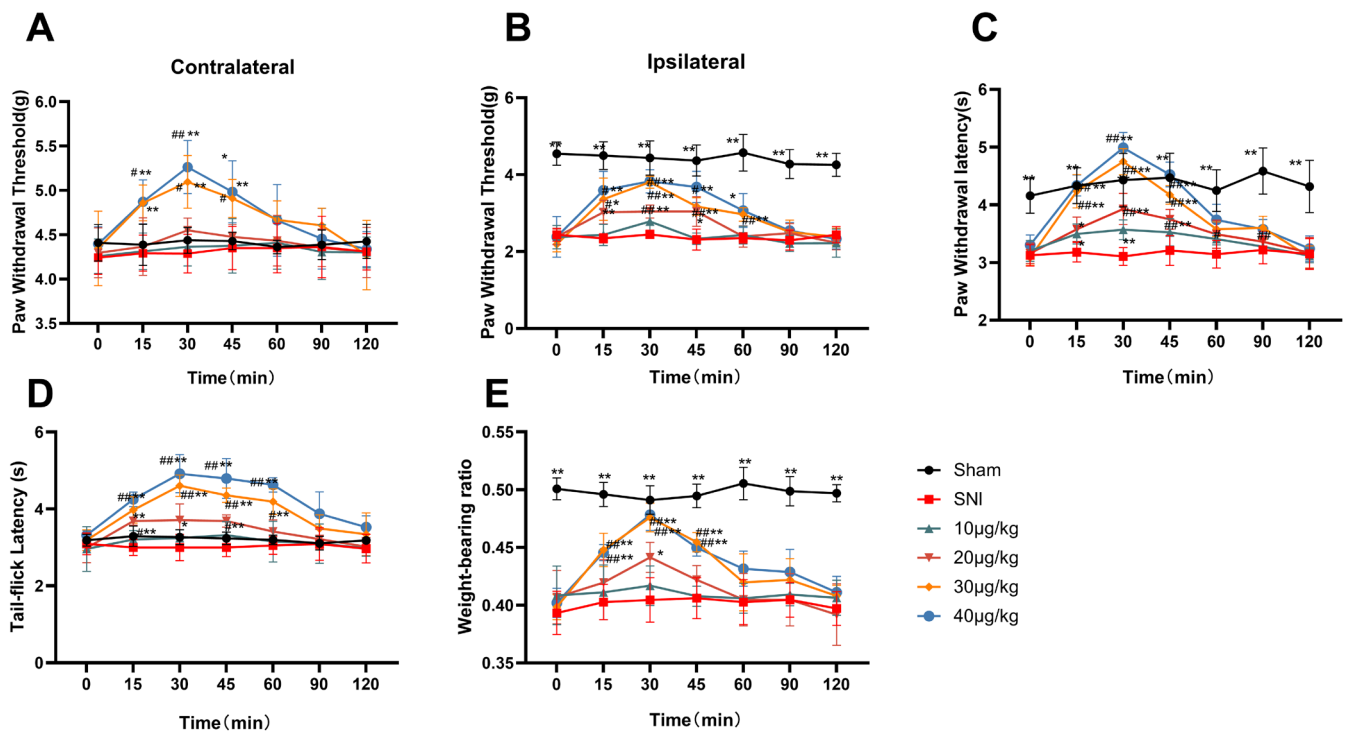 A
Contralateral
Paw Withdrawal Threshold(g)
6.0
5.5
5.0
4.5
4.0
3.5
## **
# **
*
# **
**
# **
0 15 30 45 60 90 120
Time(min)
B
Ipsilateral
Paw Withdrawal Threshold(g)
6
4
2
0
** ** ** ** ** ** **
0 15 30 45 60 90 120
Time(min)
C
Paw Withdrawal latency(s)
6
5
4
3
2
##**
** ** ** ** ** **
0 15 30 45 60 90 120
Time(min)
D
Tail-flick Latency (s)
6
4
2
0
##** ##** ##** ##**
##** ##** #**
** * #**
#**
0 15 30 45 60 90 120
Time(min)
E
Weifht-bearing ratio
0.55
0.50
0.45
0.40
0.35
** ** ** ** ** ** **
##** ##** ##**
##** ##** ##**
*
0 15 30 45 60 90 120
Time(min)
Sham
SNI
10μg/kg
20μg/kg
30μg/kg
40μg/kg